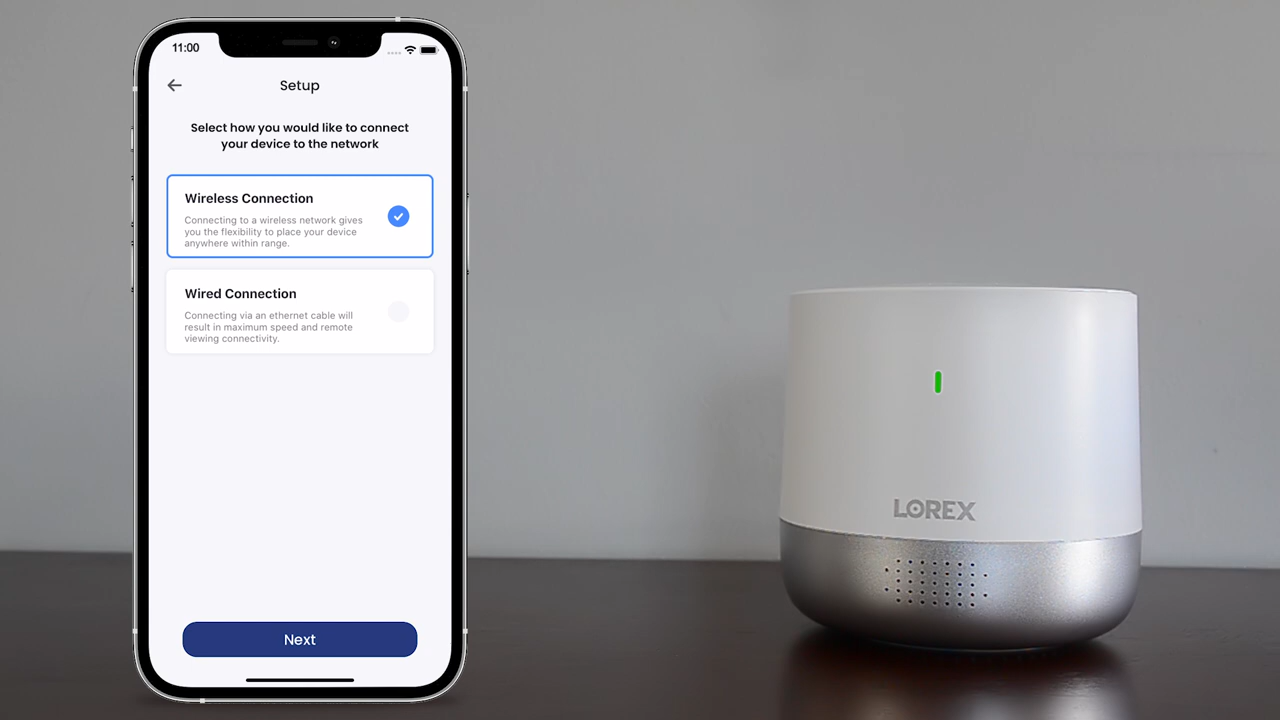 11:00
Setup
Select how you would like to connect
your device to the network
Wireless Connection
Connecting to a wireless network gives
you the flexibility to place your device
anywhere within range.
Wired Connection
Connecting via an ethernet cable will
result in maximum speed and remote
viewing connectivity.
Next
LOREX